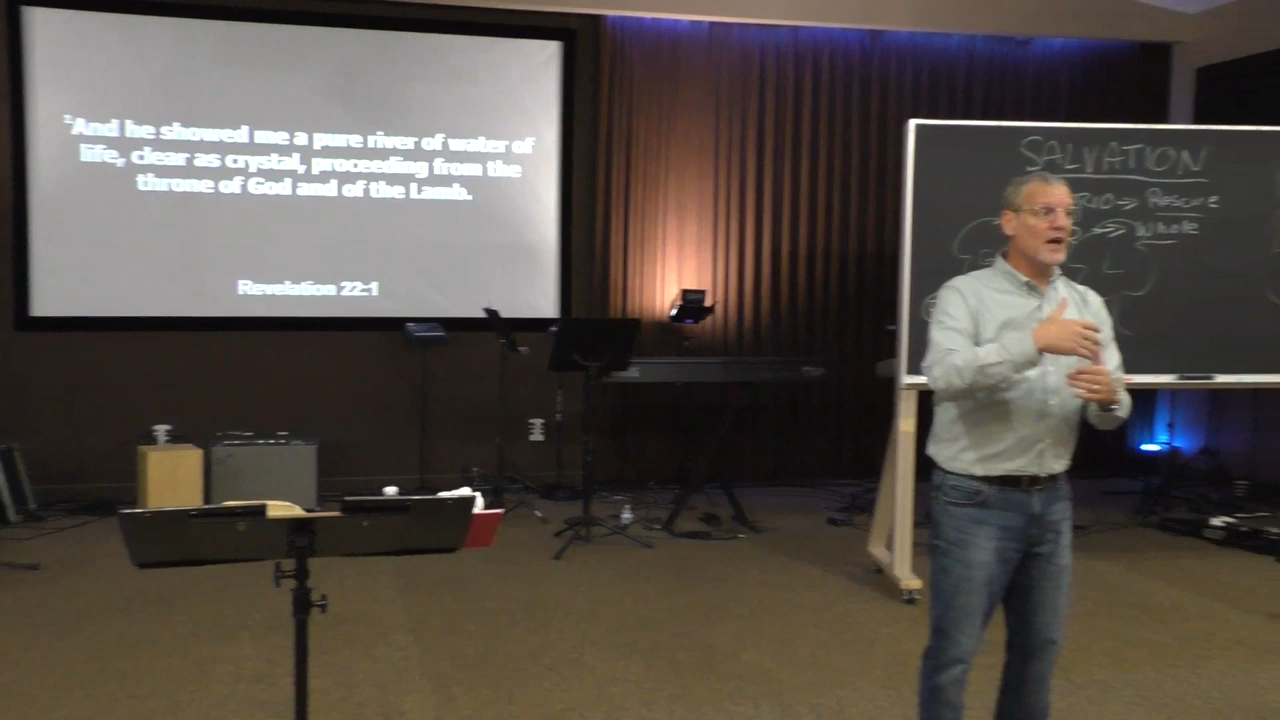 ¹And he showed me a pure river of water of
life, clear as crystal, proceeding from the
throne of God and of the Lamb.
Revelation 22:1
SALVATION
→ Rescue
Whole
L